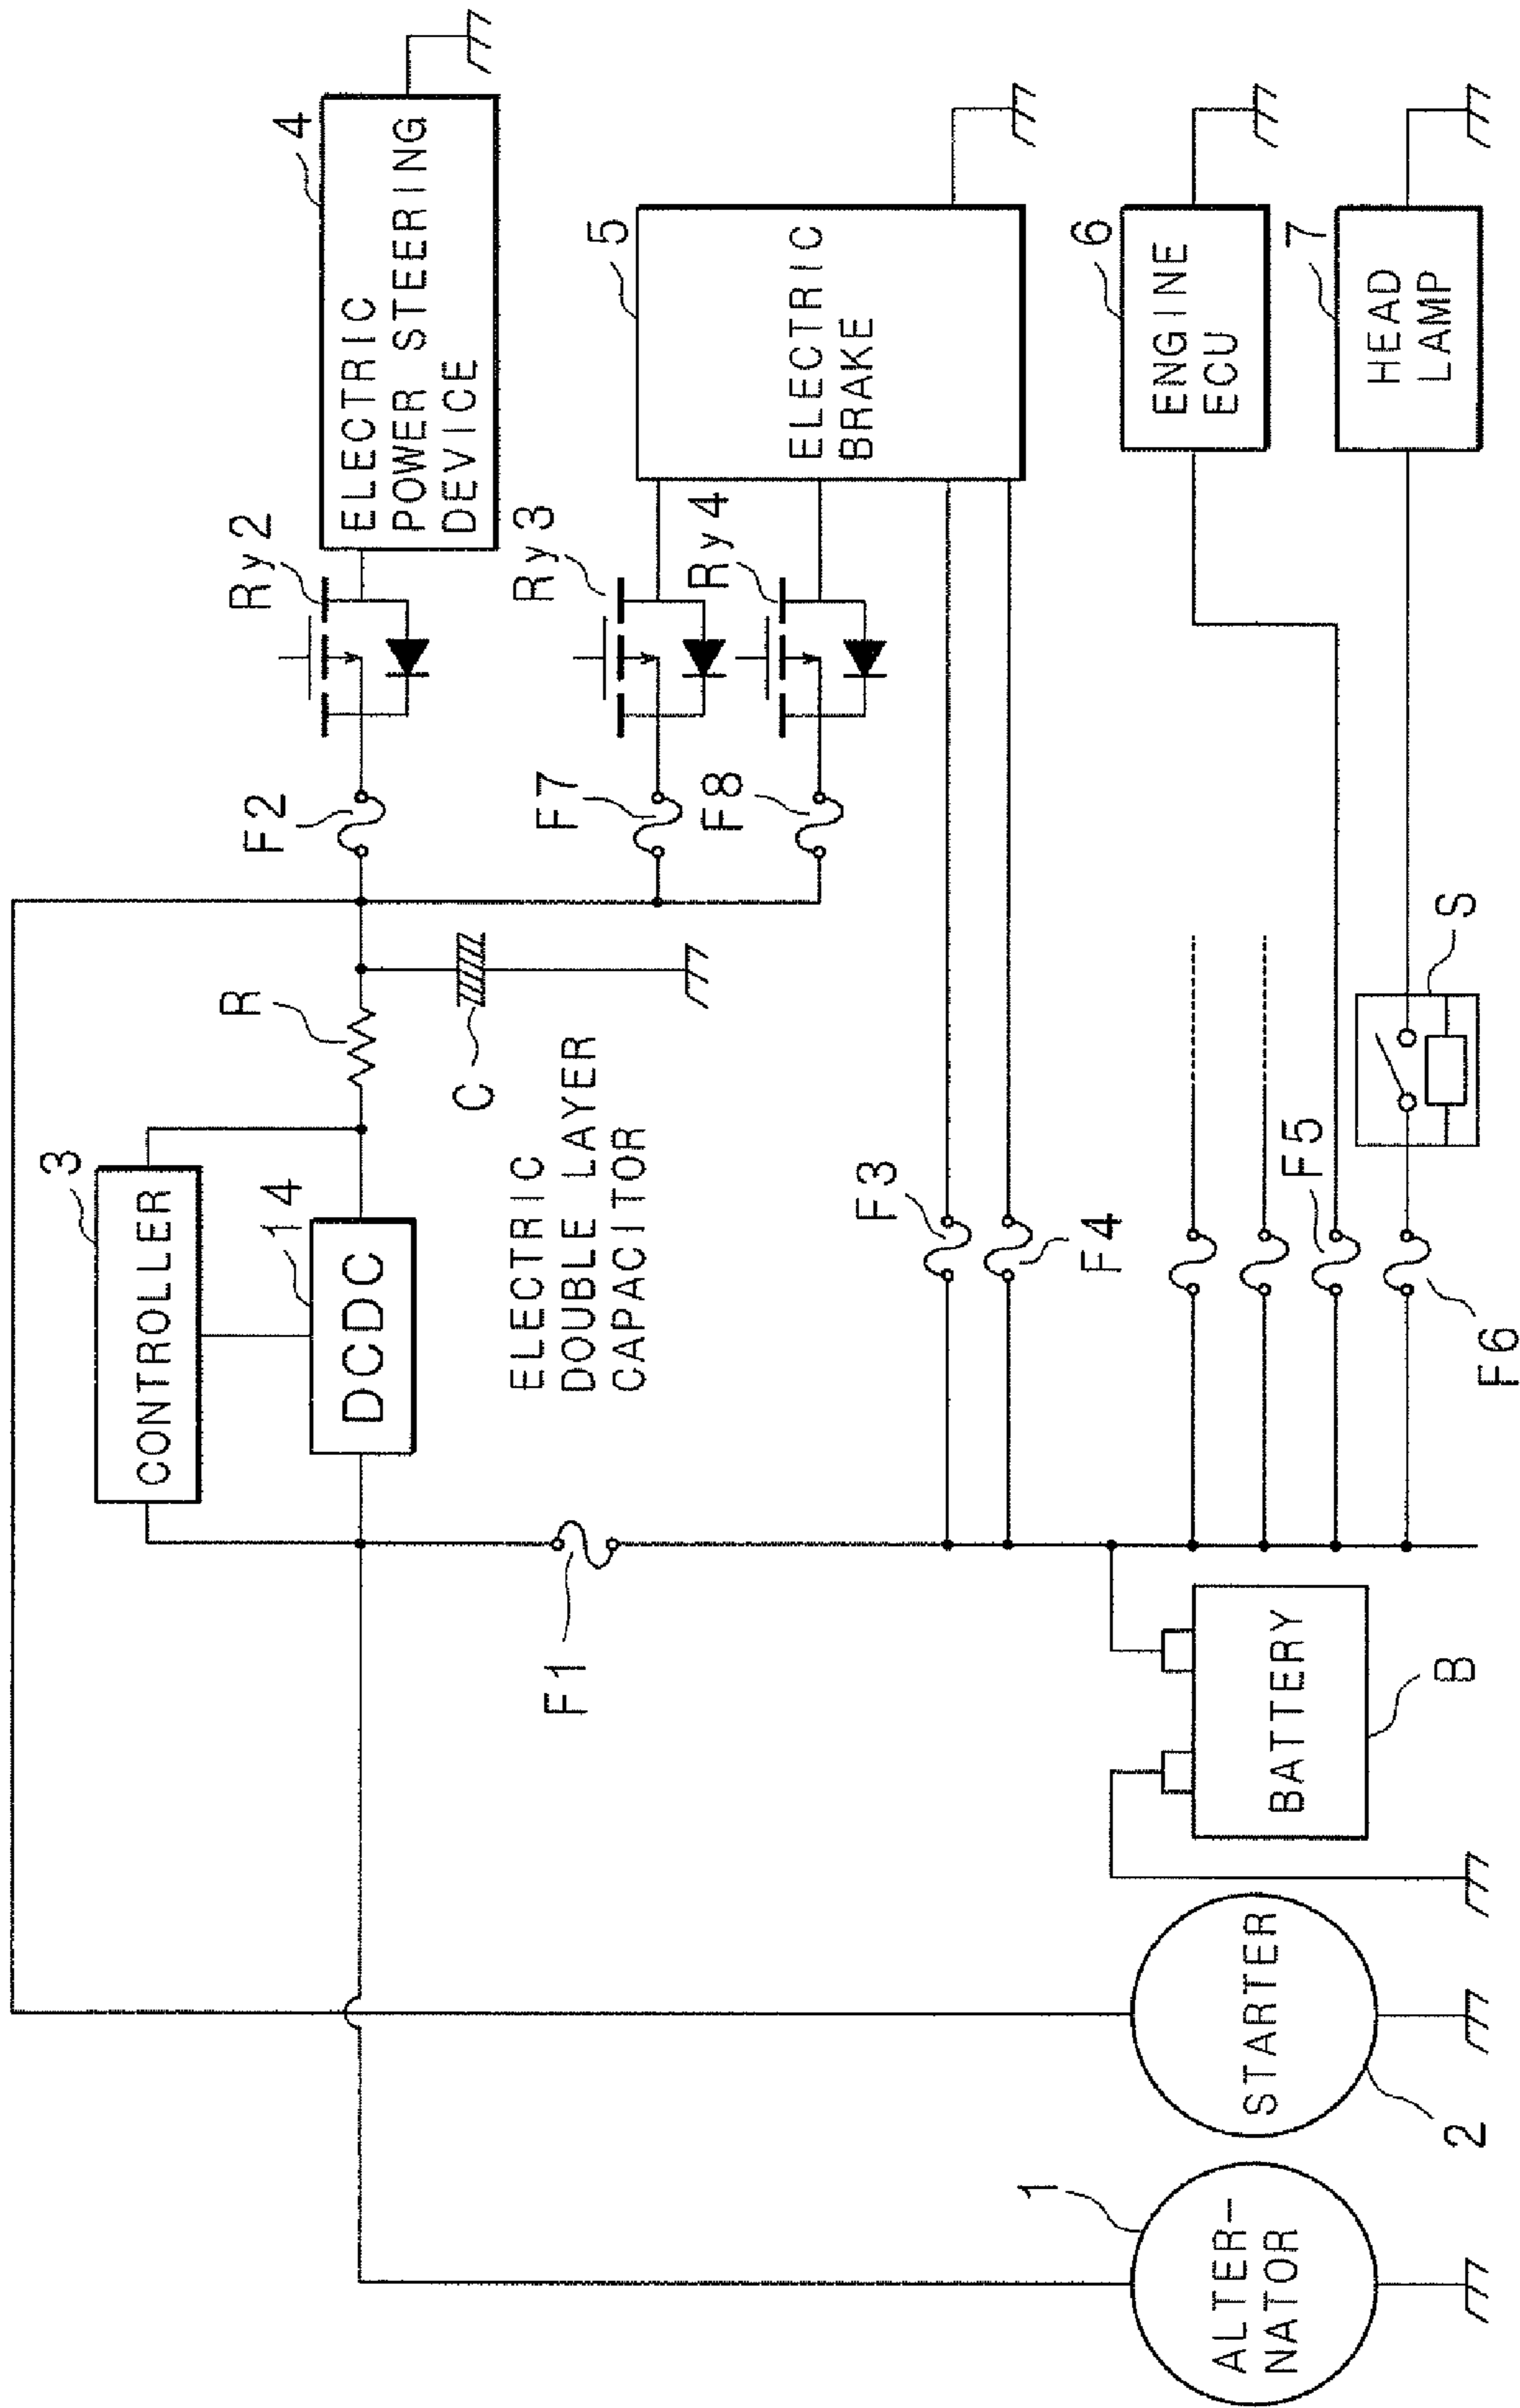 4
ELECTRIC
POWER STEERING
DEVICE
Ry2
F2
R
3
CONTROLLER
14
DCDC
C
ELECTRIC
DOUBLE LAYER
CAPACITOR
5
ELECTRIC
BRAKE
Ry3
Ry4
F7
F8
F1
F3
F4
6
ENGINE
ECU
7
HEAD
LAMP
S
F5
F6
BATTERY
B
STARTER
2
1
ALTER-
NATOR